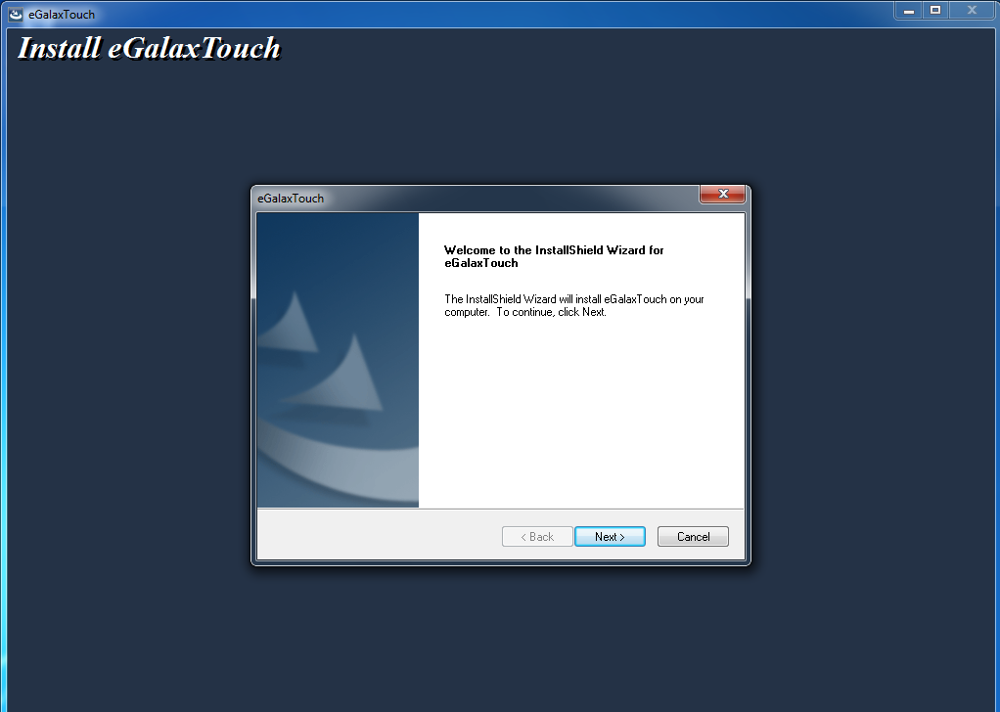 eGalaxTouch
Install eGalaxTouch
eGalaxTouch
Welcome to the InstallShield Wizard for
eGalaxTouch
The InstallShield Wizard will install eGalaxTouch on your
computer.  To continue, click Next.
< Back
Next >
Cancel